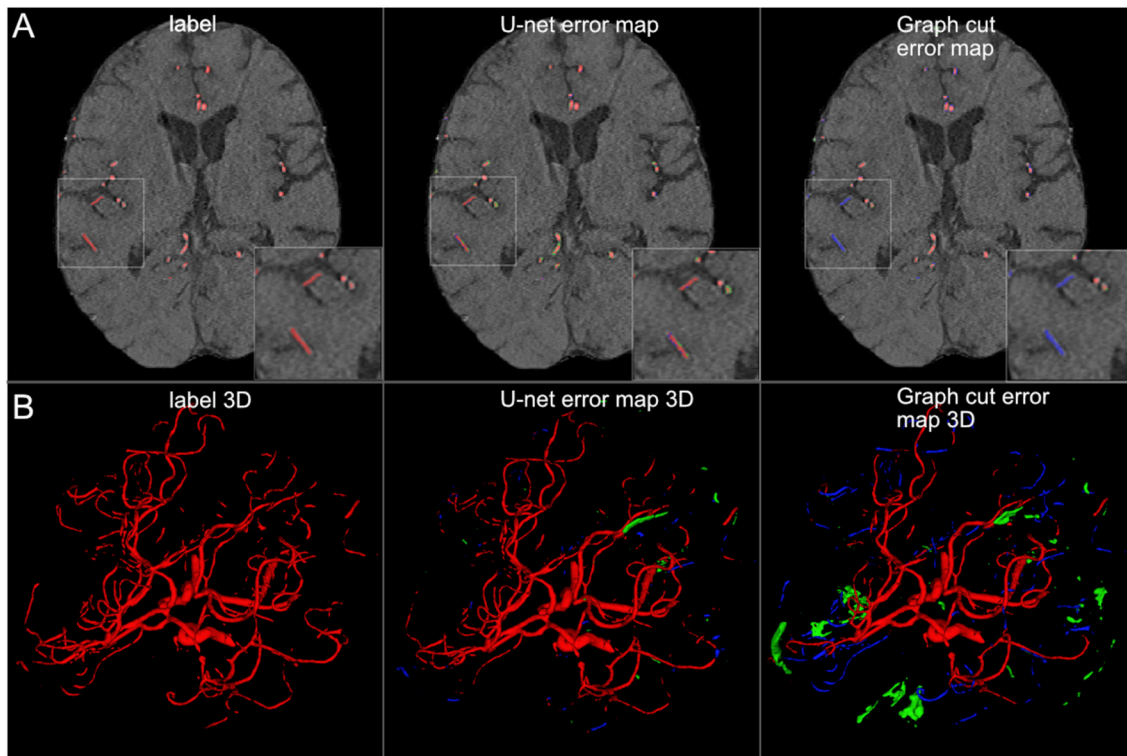 A
label
U-net error map
Graph cut
error map
B
label 3D
U-net error map 3D
Graph cut error
map 3D